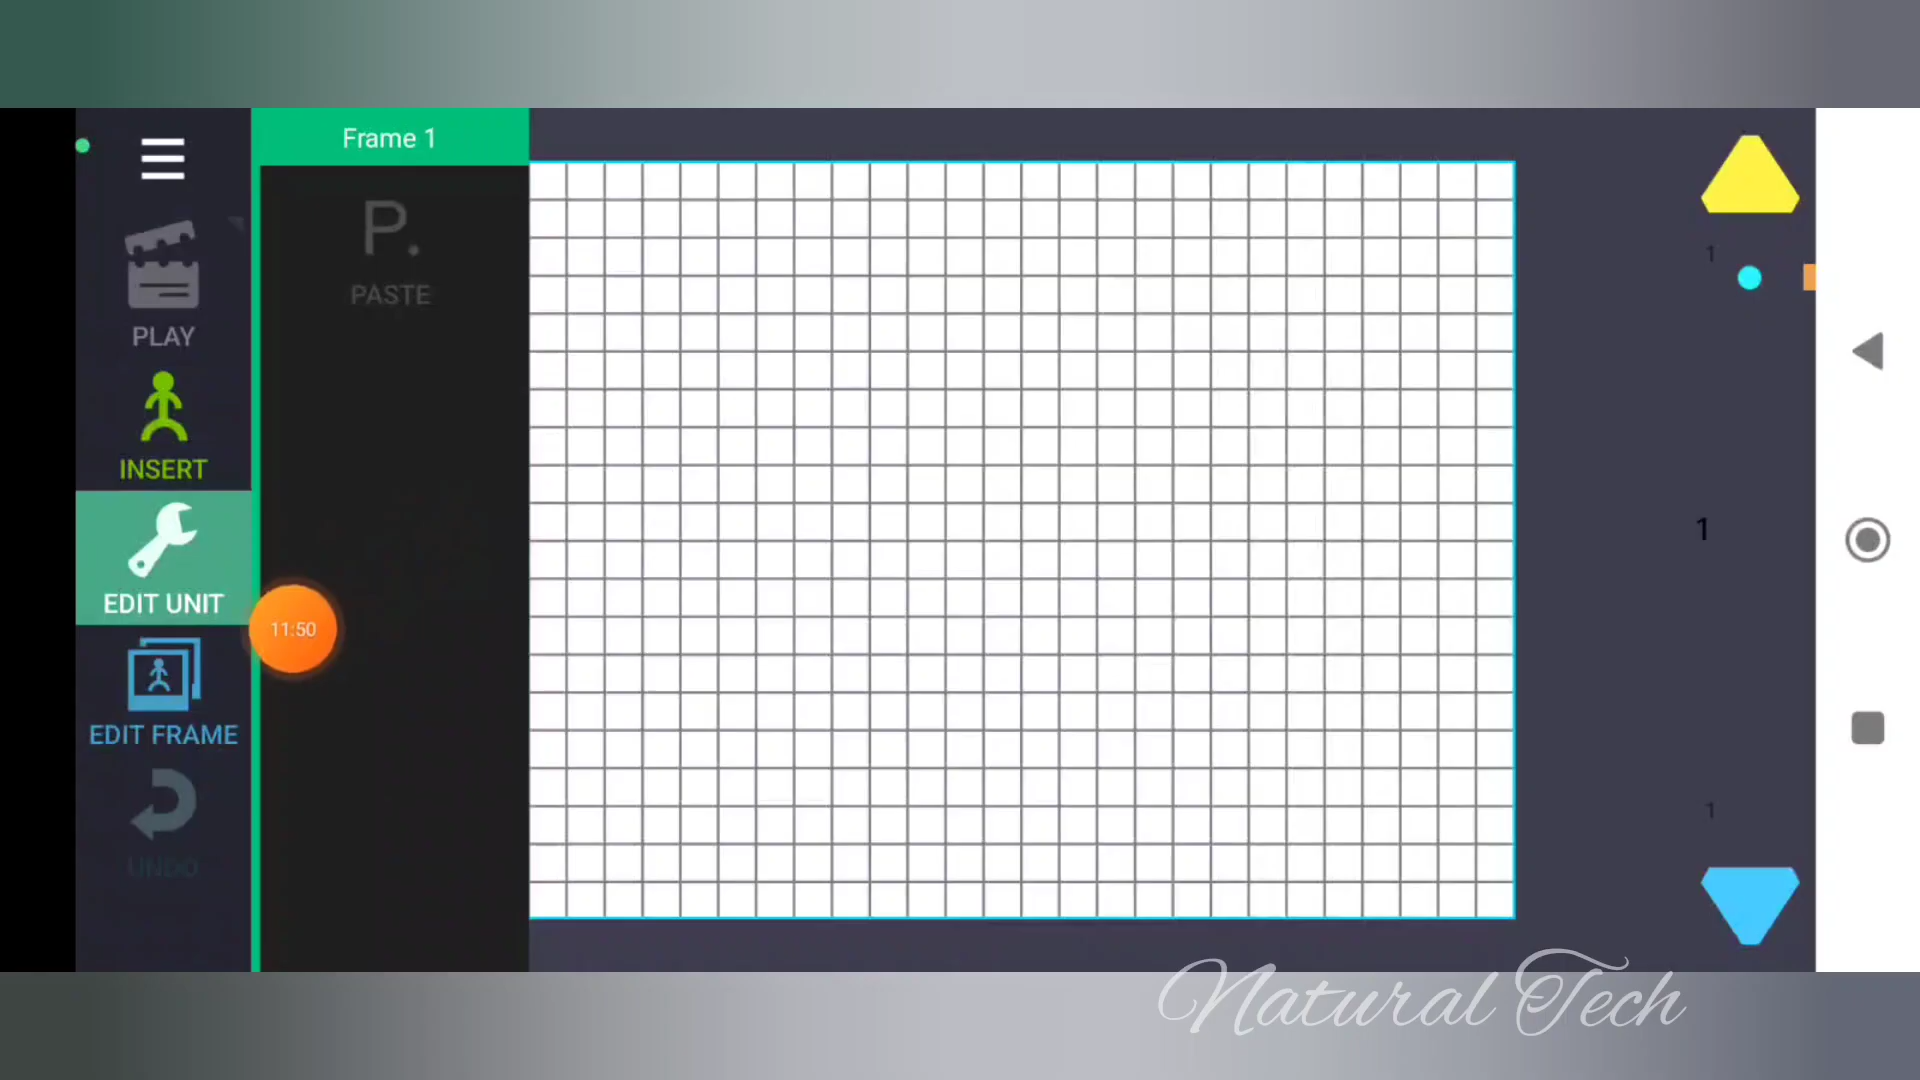 Frame 1
P.
PASTE
PLAY
INSERT
EDIT UNIT
11:50
EDIT FRAME
UNDO
1
1
1
Natural Tech